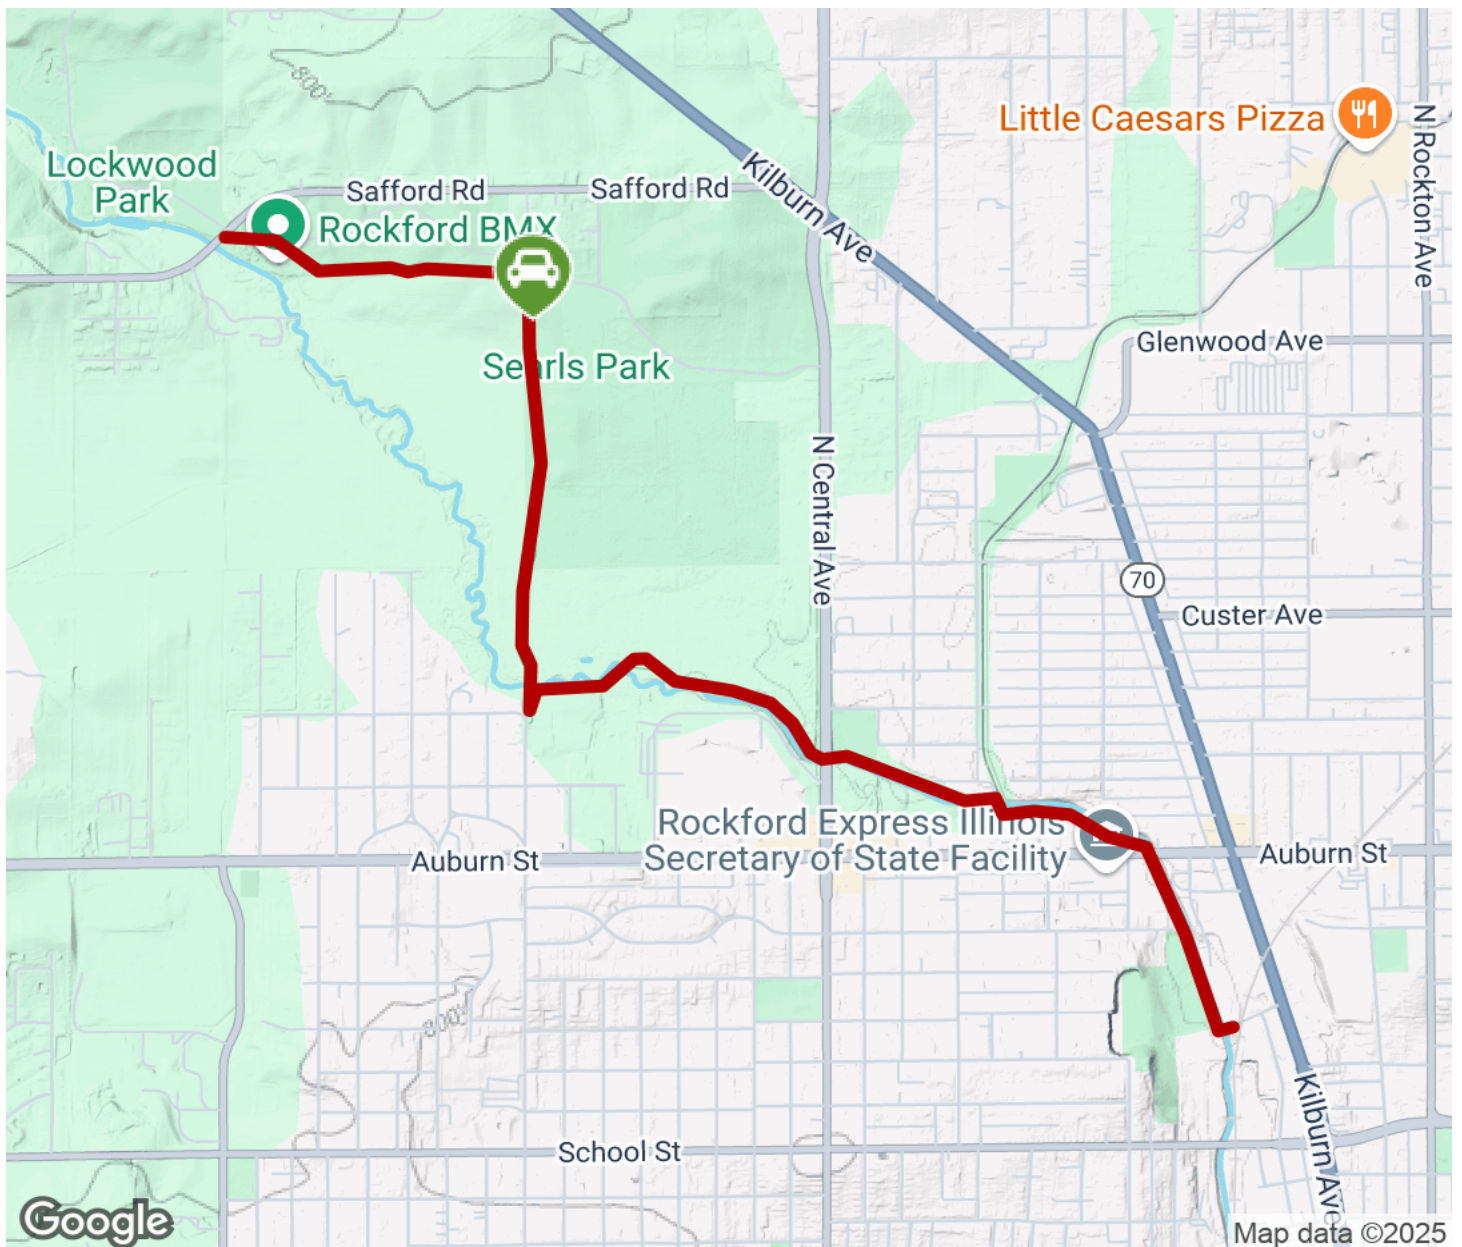 800'
Little Caesars Pizza
N Rockton Ave
Lockwood
Park
Safford Rd
Safford Rd
Kilburn Ave
Rockford BMX
Glenwood Ave
Searls Park
N Central Ave
70
Custer Ave
Rockford Express Illinois
Secretary of State Facility
Auburn St
Auburn St
800'
School St
Kilburn Ave
Google
Map data ©2025